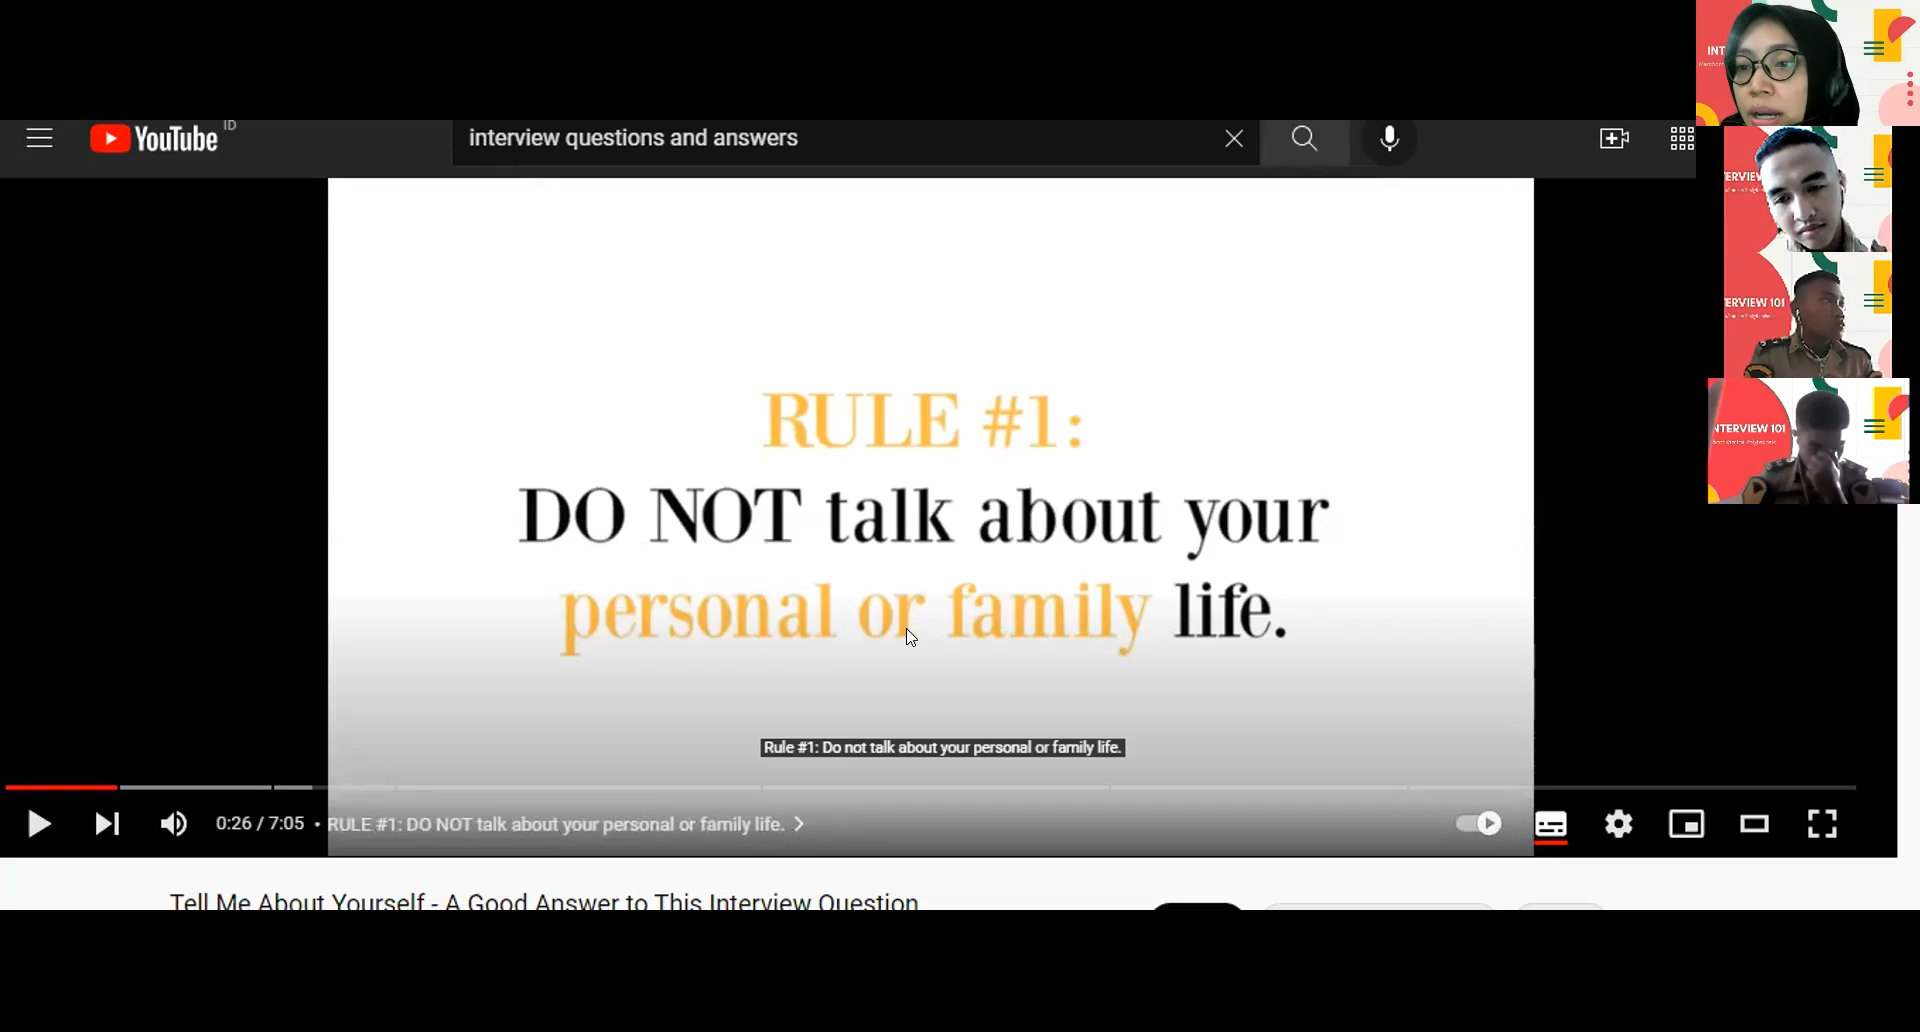 YouTube ID
interview questions and answers
RULE #1:
DO NOT talk about your
personal or family life.
Rule #1: Do not talk about your personal or family life.
0:26 / 7:05 • RULE #1: DO NOT talk about your personal or family life.
Tell Me About Yourself - A Good Answer to This Interview Question
INT
ERVIEW
ERVIEW 101
NTERVIEW 101